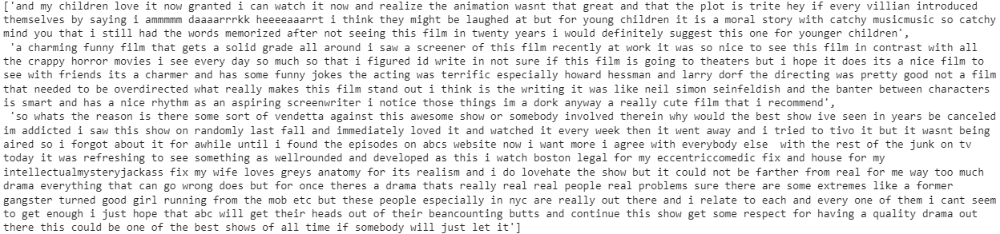 ['and my children love it now granted i can watch it now and realize the animation wasnt that great and that the plot is trite hey if every villian introduced
themselves by saying i ammmmm daaaarrrkk heeeeaaarrt i think they might be laughed at but for young children it is a moral story with catchy musicmusic so catchy
mind you that i still had the words memorized after not seeing this film in twenty years i would definitely suggest this one for younger children',
'a charming funny film that gets a solid grade all around i saw a screener of this film recently at work it was so nice to see this film in contrast with all
the crappy horror movies i see every day so much so that i figured id write in not sure if this film is going to theaters but i hope it does its a nice film to
see with friends its a charmer and has some funny jokes the acting was terrific especially howard hessman and larry dorf the directing was pretty good not a film
that needed to be overdirected what really makes this film stand out i think is the writing it was like neil simon seinfeldish and the banter between characters
is smart and has a nice rhythm as an aspiring screenwriter i notice those things im a dork anyway a really cute film that i recommend',
'so whats the reason is there some sort of vendetta against this awesome show or somebody involved therein why would the best show ive seen in years be canceled
im addicted i saw this show on randomly last fall and immediately loved it and watched it every week then it went away and i tried to tivo it but it wasnt being
aired so i forgot about it for awhile until i found the episodes on abcs website now i want more i agree with everybody else  with the rest of the junk on tv
today it was refreshing to see something as wellrounded and developed as this i watch boston legal for my eccentriccomedic fix and house for my
intellectualmysteryjackass fix my wife loves greys anatomy for its realism and i do lovehate the show but it could not be farther from real for me way too much
drama everything that can go wrong does but for once theres a drama thats really real real people real problems sure there are some extremes like a former
gangster turned good girl running from the mob etc but these people especially in nyc are really out there and i relate to each and every one of them i cant seem
to get enough i just hope that abc will get their heads out of their beancounting butts and continue this show get some respect for having a quality drama out
there this could be one of the best shows of all time if somebody will just let it']